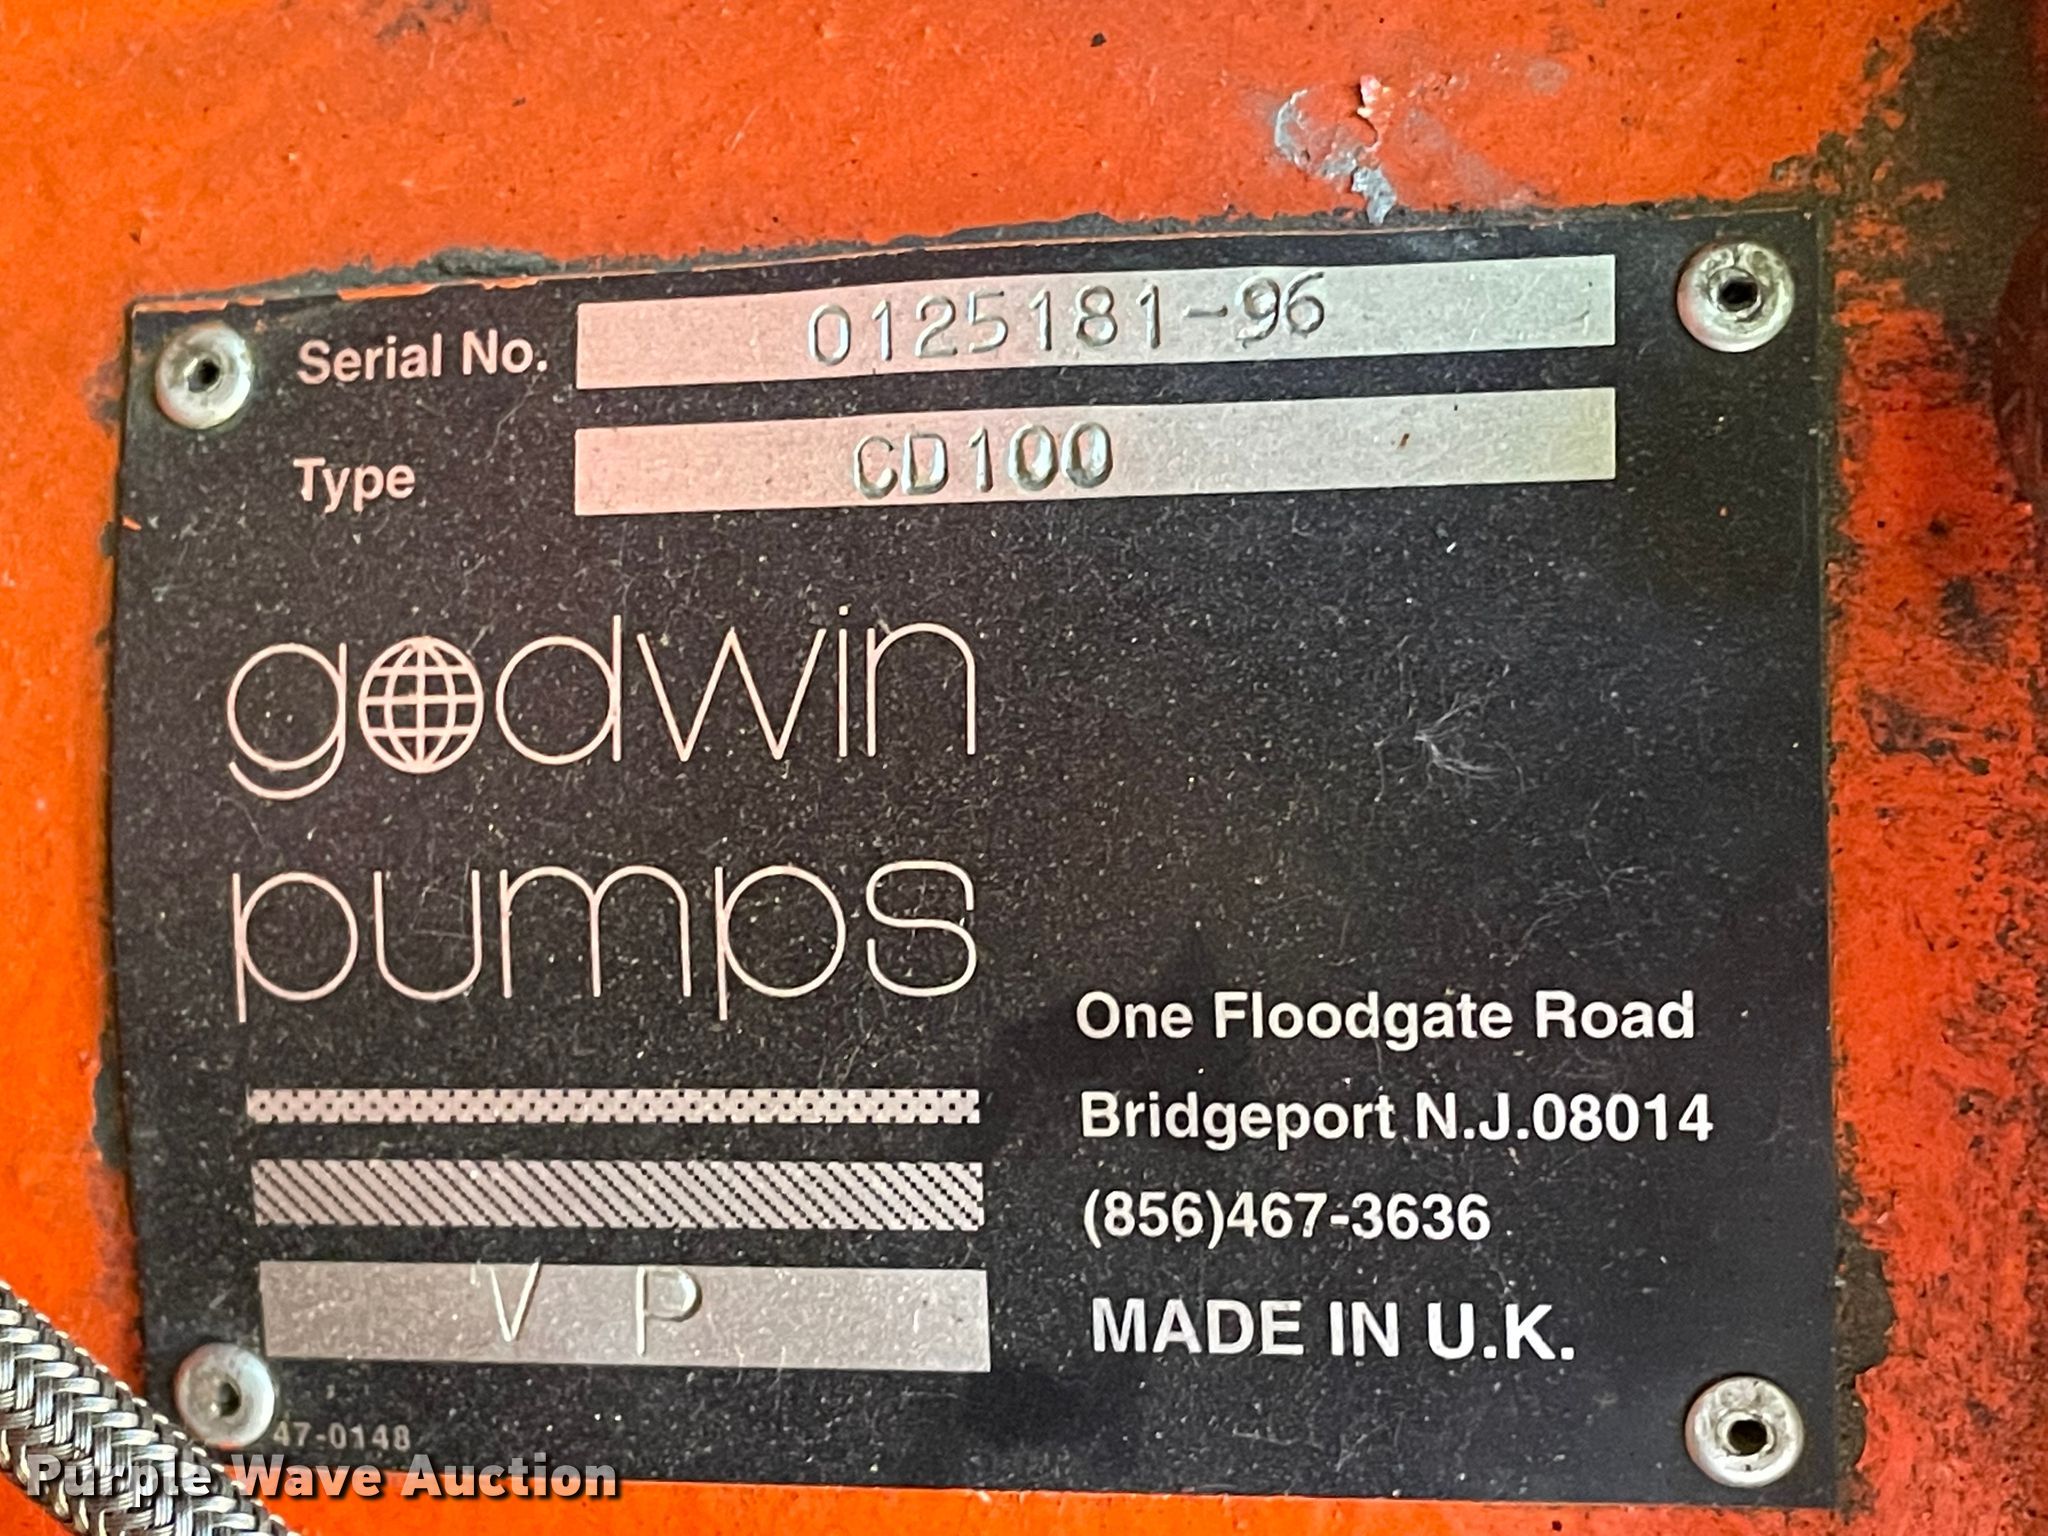 Serial No. 0125181-96
Type CD100
godwin
pumps
One Floodgate Road
Bridgeport N.J.08014
(856)467-3636
V P
MADE IN U.K.
47-0148
Purple Wave Auction